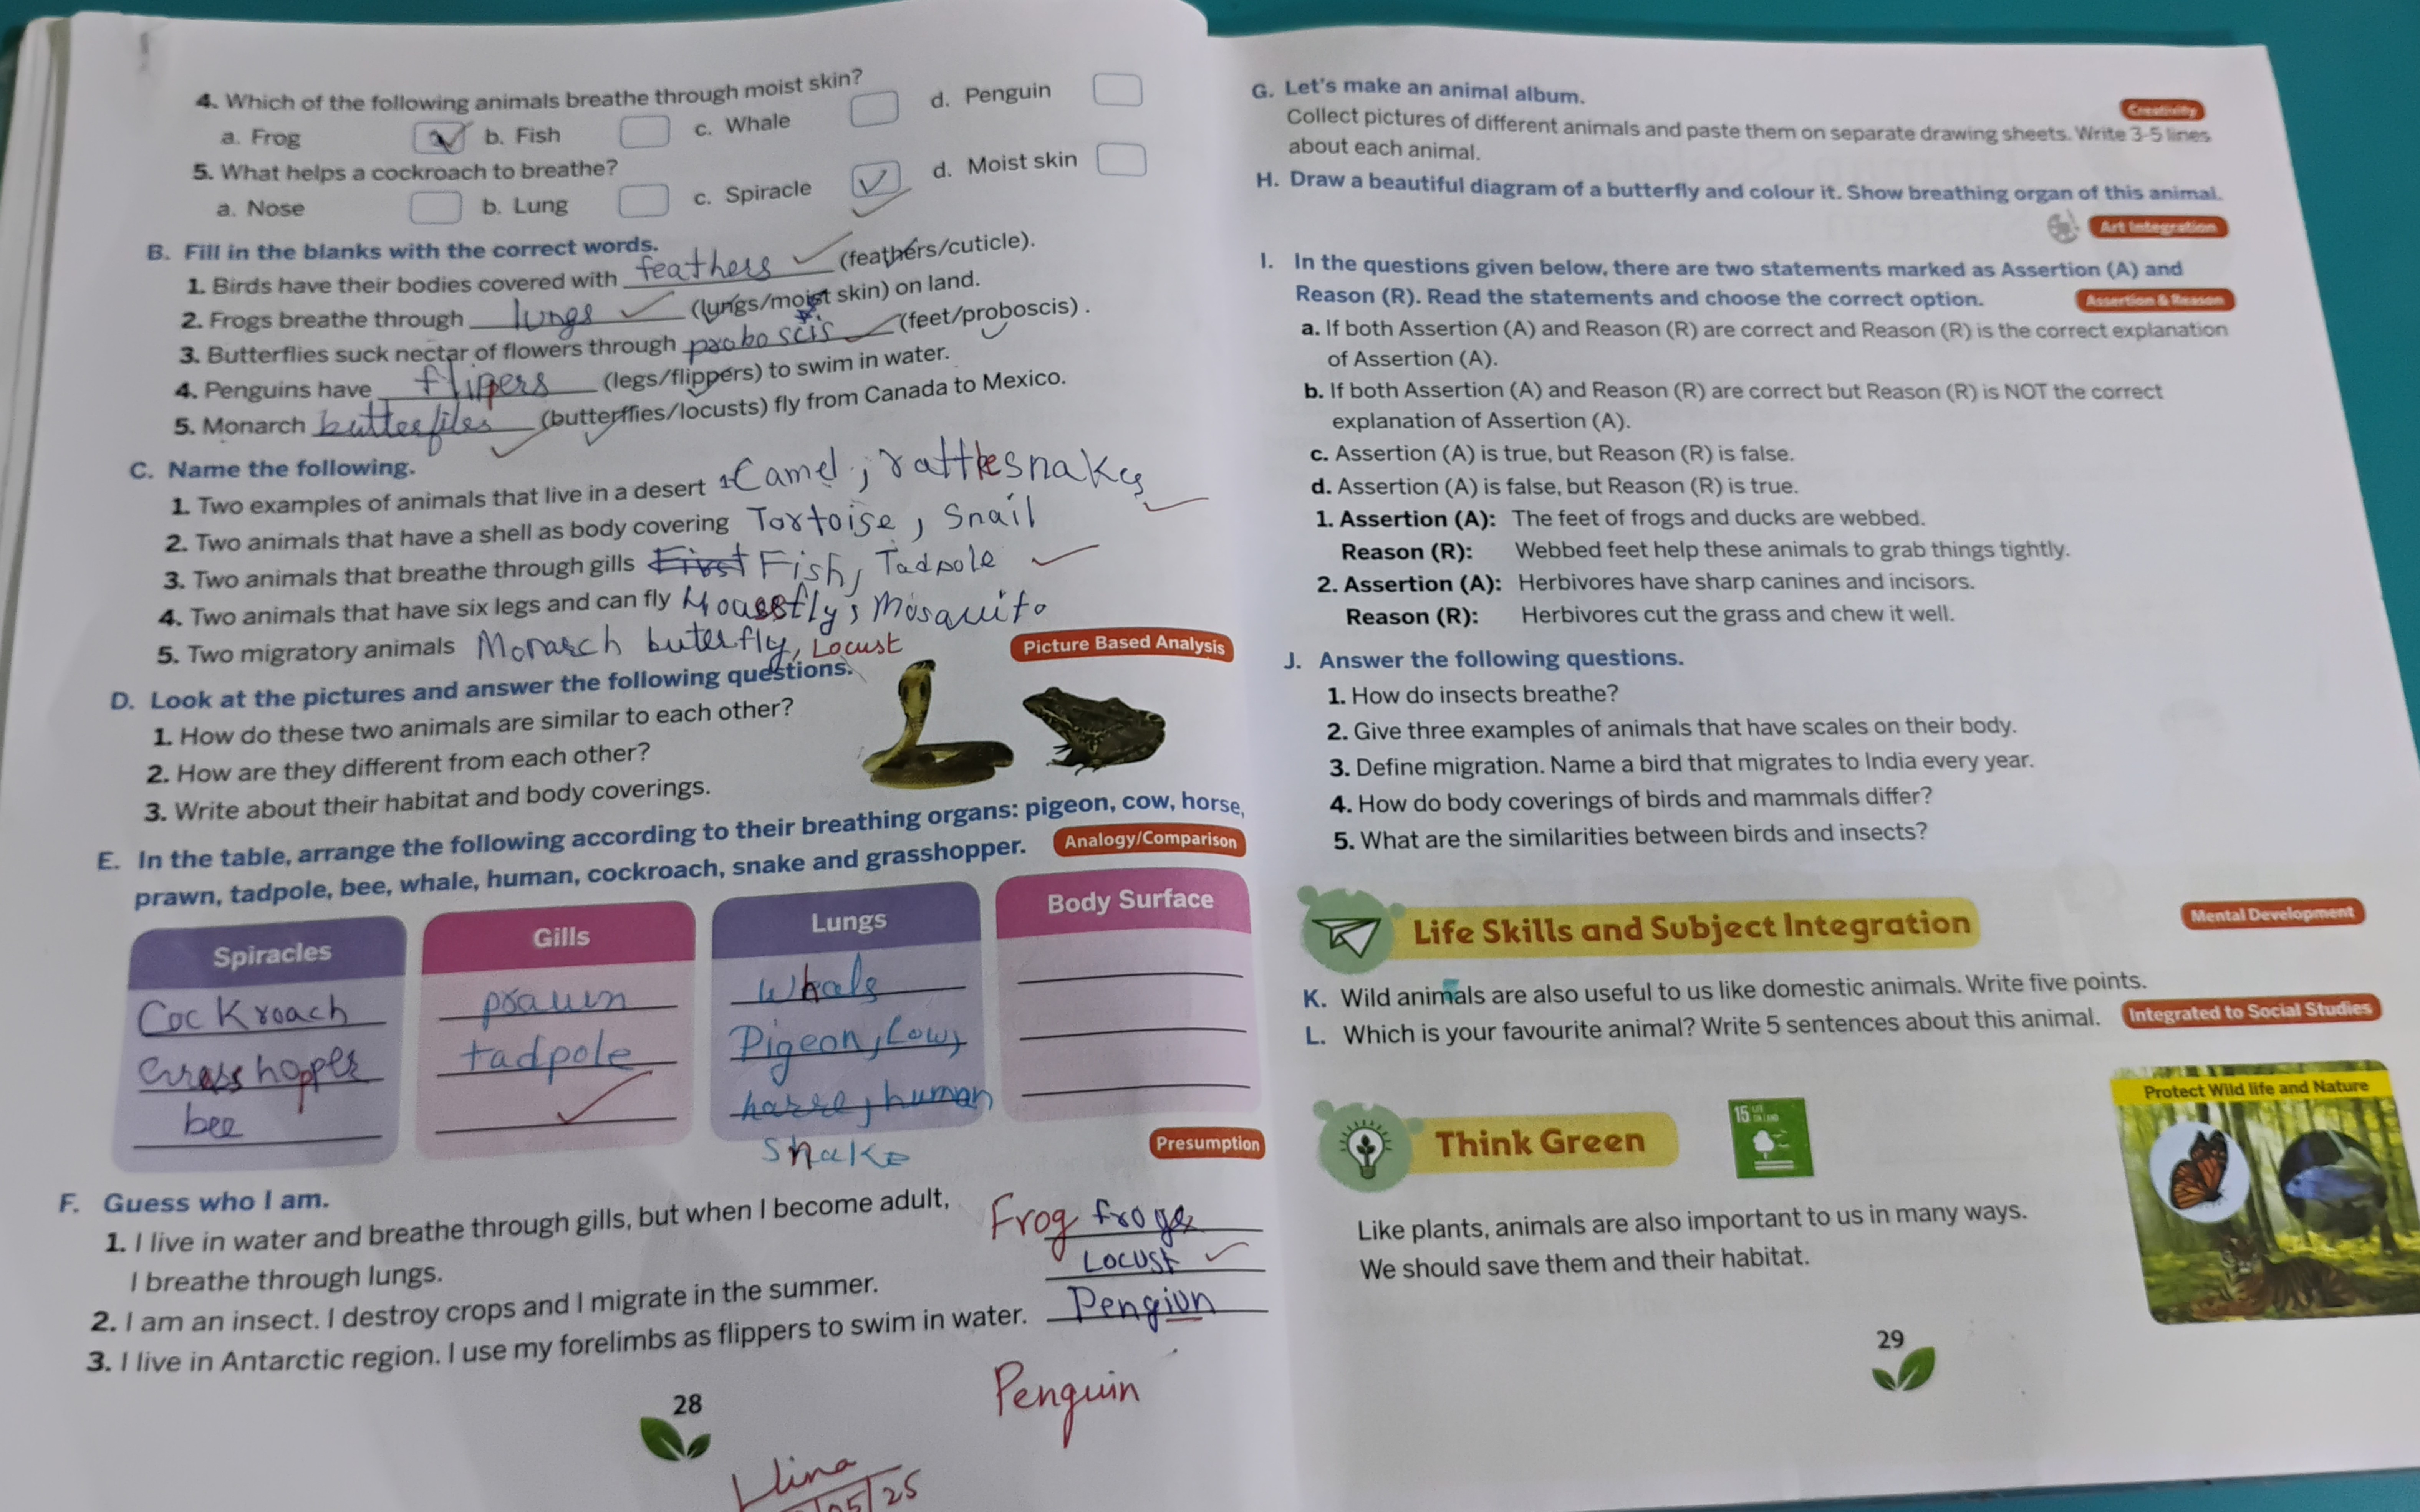 4. Which of the following animals breathe through moist skin?
a. Frog b. Fish c. Whale d. Penguin
5. What helps a cockroach to breathe?
a. Nose b. Lung c. Spiracle d. Moist skin
B. Fill in the blanks with the correct words.
1. Birds have their bodies covered with feathers (feathers/cuticle).
2. Frogs breathe through lungs (lungs/moist skin) on land.
3. Butterflies suck nectar of flowers through proboscis (feet/proboscis).
4. Penguins have flippers (legs/flippers) to swim in water.
5. Monarch butterfiles (butterflies/locusts) fly from Canada to Mexico.
C. Name the following.
1. Two examples of animals that live in a desert Camel, rattlesnake
2. Two animals that have a shell as body covering Tortoise, Snail
3. Two animals that breathe through gills First Fish, Tadpole
4. Two animals that have six legs and can fly Housefly, Mosquito
5. Two migratory animals Monarch buterfly, Locust
Picture Based Analysis
D. Look at the pictures and answer the following questions.
1. How do these two animals are similar to each other?
2. How are they different from each other?
3. Write about their habitat and body coverings.
E. In the table, arrange the following according to their breathing organs: pigeon, cow, horse,
prawn, tadpole, bee, whale, human, cockroach, snake and grasshopper. Analogy/Comparison
Spiracles Gills Lungs Body Surface
Cockroach prawn Whale
Grasshopper tadpole Pigeon, Cow,
bee horse, human
Snake
Presumption
F. Guess who I am.
1. I live in water and breathe through gills, but when I become adult, Frog frog
I breathe through lungs.
2. I am an insect. I destroy crops and I migrate in the summer. Locust
3. I live in Antarctic region. I use my forelimbs as flippers to swim in water. Pengion
Penguin
28
/05/25
G. Let's make an animal album.
Creativity
Collect pictures of different animals and paste them on separate drawing sheets. Write 3-5 lines
about each animal.
H. Draw a beautiful diagram of a butterfly and colour it. Show breathing organ of this animal.
Art Integration
I. In the questions given below, there are two statements marked as Assertion (A) and
Reason (R). Read the statements and choose the correct option. Assertion & Reason
a. If both Assertion (A) and Reason (R) are correct and Reason (R) is the correct explanation
of Assertion (A).
b. If both Assertion (A) and Reason (R) are correct but Reason (R) is NOT the correct
explanation of Assertion (A).
c. Assertion (A) is true, but Reason (R) is false.
d. Assertion (A) is false, but Reason (R) is true.
1. Assertion (A): The feet of frogs and ducks are webbed.
Reason (R): Webbed feet help these animals to grab things tightly.
2. Assertion (A): Herbivores have sharp canines and incisors.
Reason (R): Herbivores cut the grass and chew it well.
J. Answer the following questions.
1. How do insects breathe?
2. Give three examples of animals that have scales on their body.
3. Define migration. Name a bird that migrates to India every year.
4. How do body coverings of birds and mammals differ?
5. What are the similarities between birds and insects?
Life Skills and Subject Integration
Mental Development
K. Wild animals are also useful to us like domestic animals. Write five points.
L. Which is your favourite animal? Write 5 sentences about this animal. Integrated to Social Studies
Think Green
15 LIFE ON LAND
Protect Wild life and Nature
Like plants, animals are also important to us in many ways.
We should save them and their habitat.
29